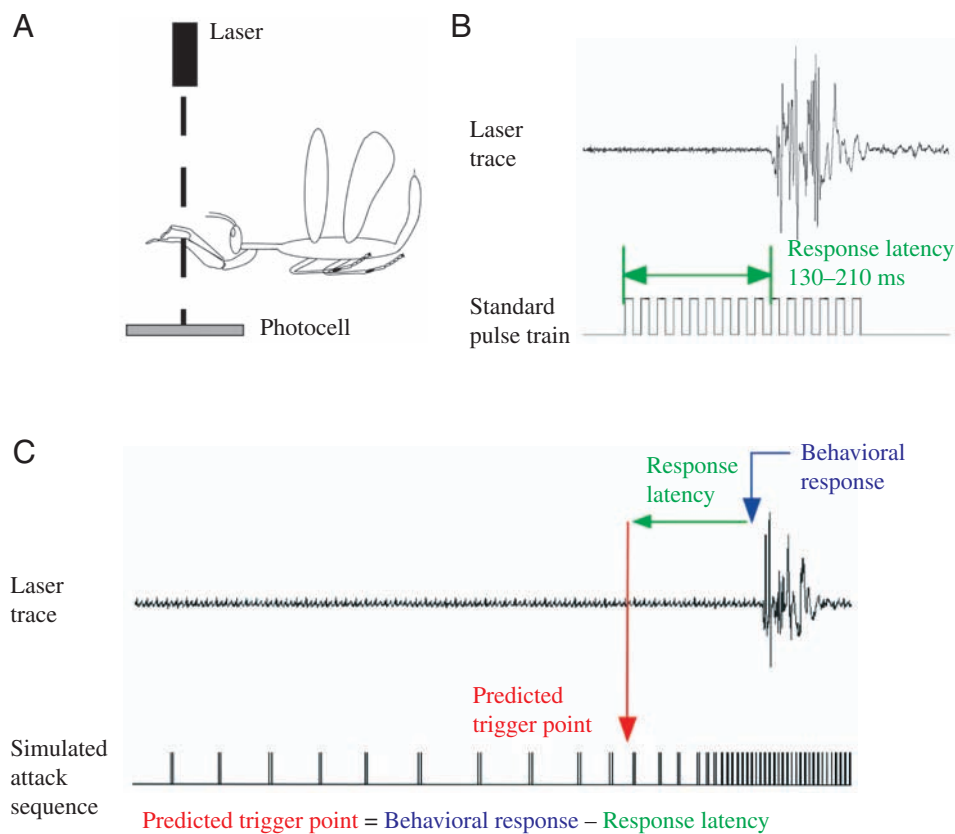 A
Laser
Photocell
B
Laser
trace
Response latency
130–210 ms
Standard
pulse train
C
Behavioral
response
Response
latency
Laser
trace
Predicted
trigger point
Simulated
attack
sequence
Predicted trigger point = Behavioral response – Response latency